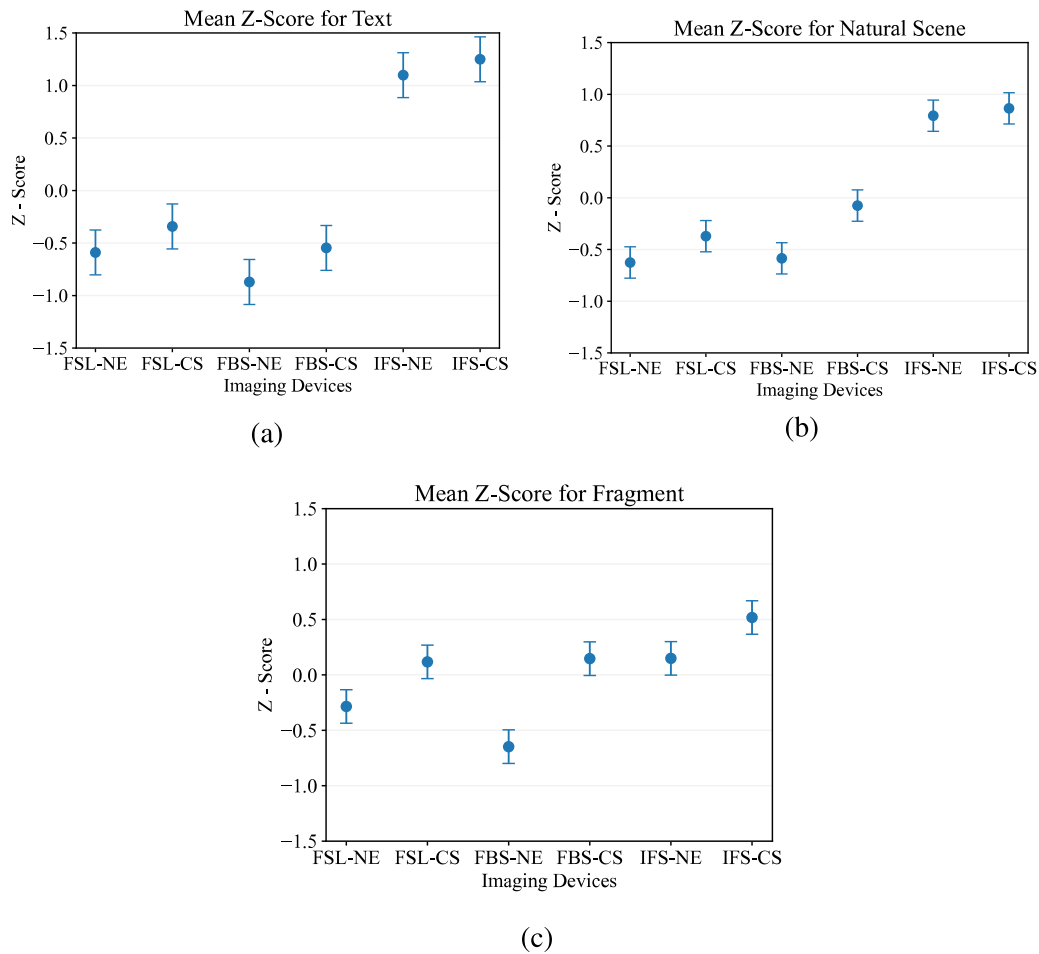 Mean Z-Score for Text
1.5
1.0
0.5
0.0
−0.5
−1.0
−1.5
Z - Score
FSL-NE FSL-CS FBS-NE FBS-CS IFS-NE IFS-CS
Imaging Devices
(a)
Mean Z-Score for Natural Scene
1.5
1.0
0.5
0.0
−0.5
−1.0
−1.5
Z - Score
FSL-NE FSL-CS FBS-NE FBS-CS IFS-NE IFS-CS
Imaging Devices
(b)
Mean Z-Score for Fragment
1.5
1.0
0.5
0.0
−0.5
−1.0
−1.5
Z - Score
FSL-NE FSL-CS FBS-NE FBS-CS IFS-NE IFS-CS
Imaging Devices
(c)